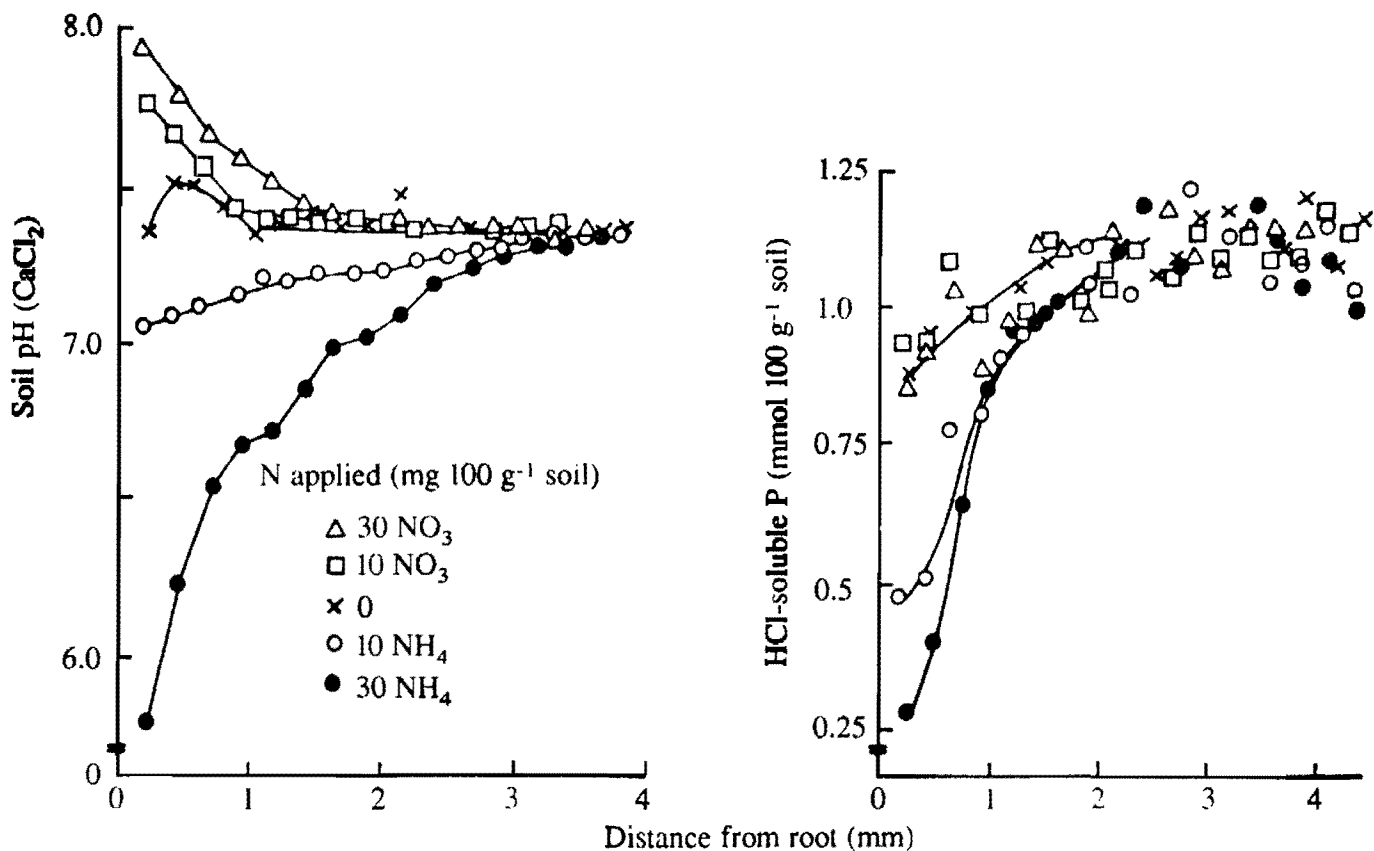 8.0
7.0
6.0
0
Soil pH (CaCl₂)
N applied (mg 100 g⁻¹ soil)
△ 30 NO₃
□ 10 NO₃
× 0
○ 10 NH₄
● 30 NH₄
0 1 2 3 4
1.25
1.0
0.75
0.5
0.25
HCl-soluble P (mmol 100 g⁻¹ soil)
0 1 2 3 4
Distance from root (mm)